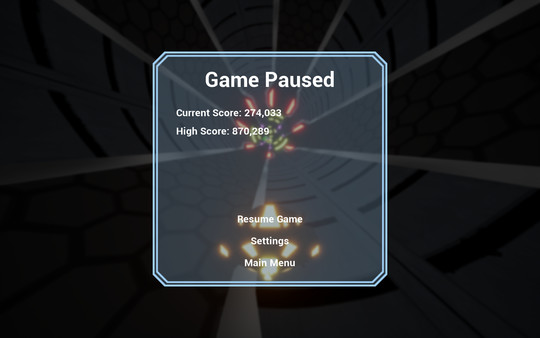 Game Paused
Current Score: 274,033
High Score: 870,289
Resume Game
Settings
Main Menu